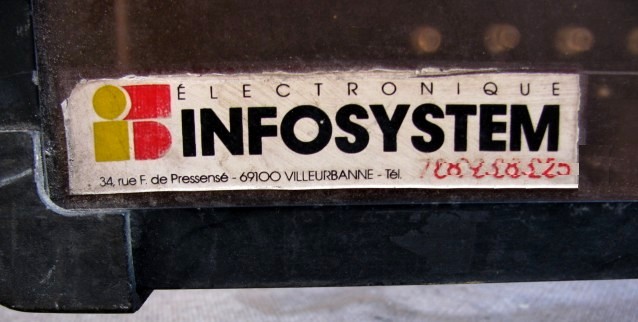 ÉLECTRONIQUE
INFOSYSTEM
34, rue F. de Pressensé - 69100 VILLEURBANNE - Tél.